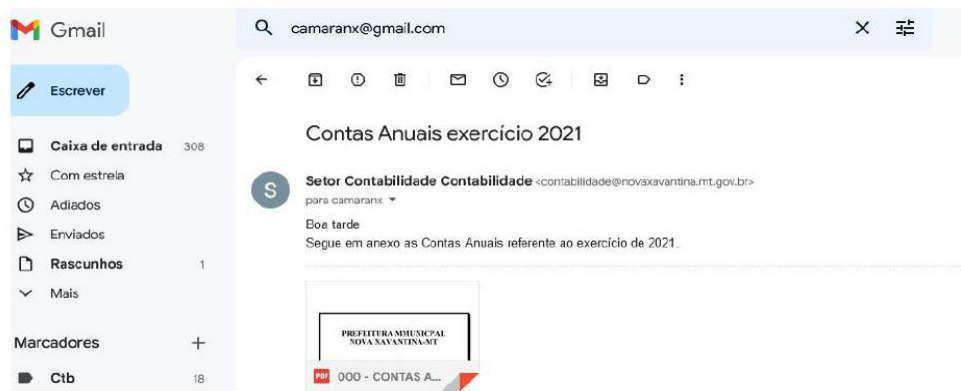 Gmail
camaranx@gmail.com
Escrever
Caixa de entrada 308
Com estrela
Adiados
Enviados
Rascunhos 1
Mais
Marcadores
Ctb 18
Contas Anuais exercício 2021
S
Setor Contabilidade Contabilidade <contabilidade@novaxavantina.mt.gov.br>
para camaranx
Boa tarde
Segue em anexo as Contas Anuais referente ao exercício de 2021.
PREFEITURA MMUNICPAL
NOVA XAVANTINA-MT
PDF 000 - CONTAS A...